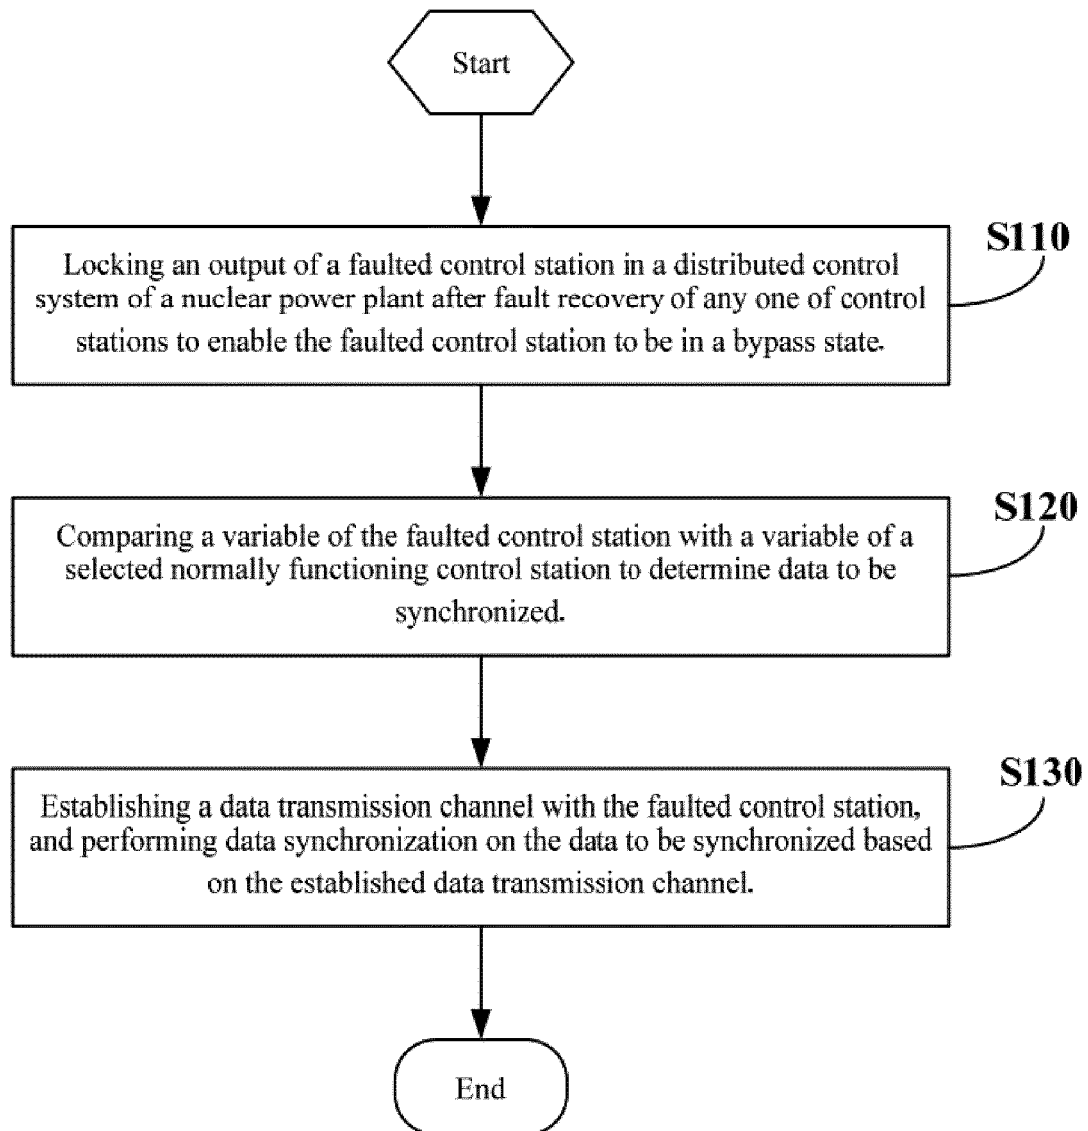 Start
S110
Locking an output of a faulted control station in a distributed control
system of a nuclear power plant after fault recovery of any one of control
stations to enable the faulted control station to be in a bypass state.
S120
Comparing a variable of the faulted control station with a variable of a
selected normally functioning control station to determine data to be
synchronized.
S130
Establishing a data transmission channel with the faulted control station,
and performing data synchronization on the data to be synchronized based
on the established data transmission channel.
End